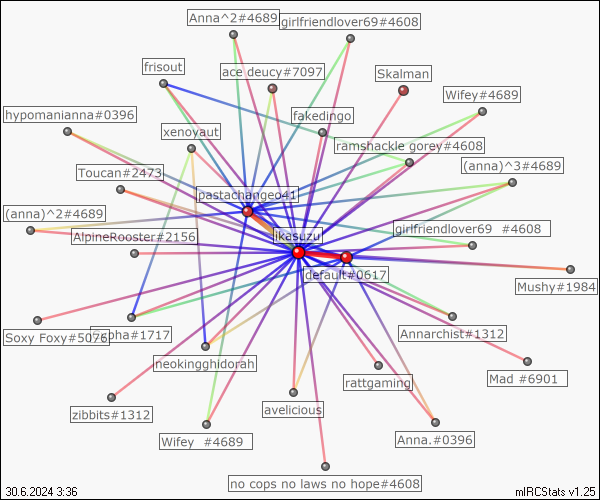 Anna^2#4689
girlfriendlover69#4608
frisout
ace deucy#7097
Skalman
Wifey#4689
hypomanianna#0396
fakedingo
xenoyaut
ramshackle gorey#4608
Toucan#2473
(anna)^3#4689
pastachangeo41
(anna)^2#4689
AlpineRooster#2156
ikasuzu
girlfriendlover69 #4608
default#0617
Mushy#1984
Soxy Foxy#5076
pha#1717
Annarchist#1312
neokingghidorah
rattgaming
Mad #6901
zibbits#1312
avelicious
Wifey #4689
Anna.#0396
no cops no laws no hope#4608
30.6.2024 3:36
mIRCStats v1.25